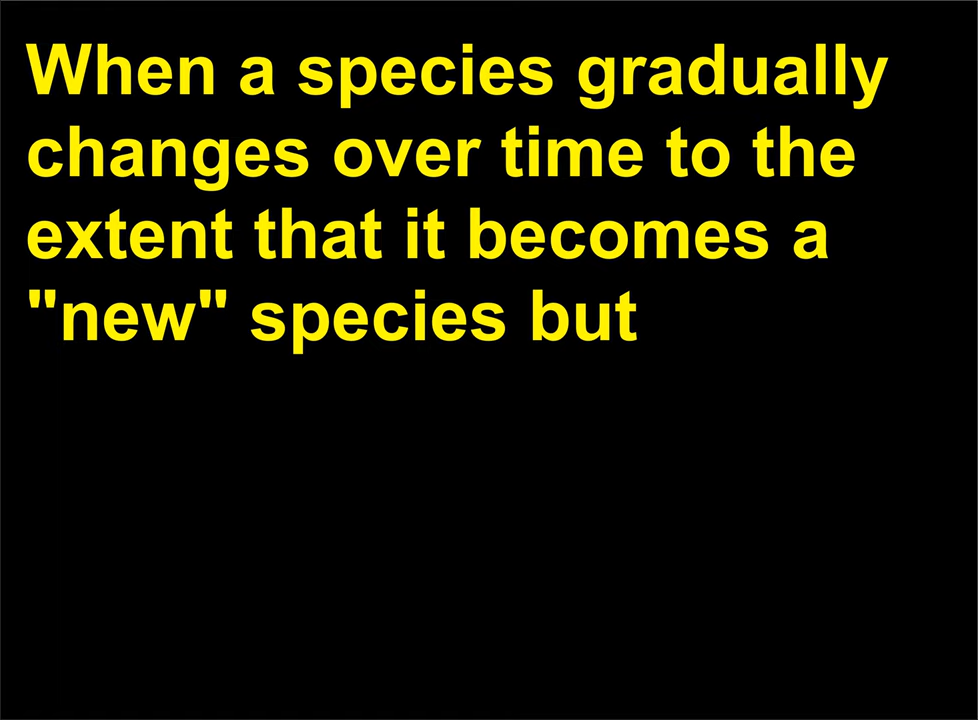 When a species gradually
changes over time to the
extent that it becomes a
"new" species but